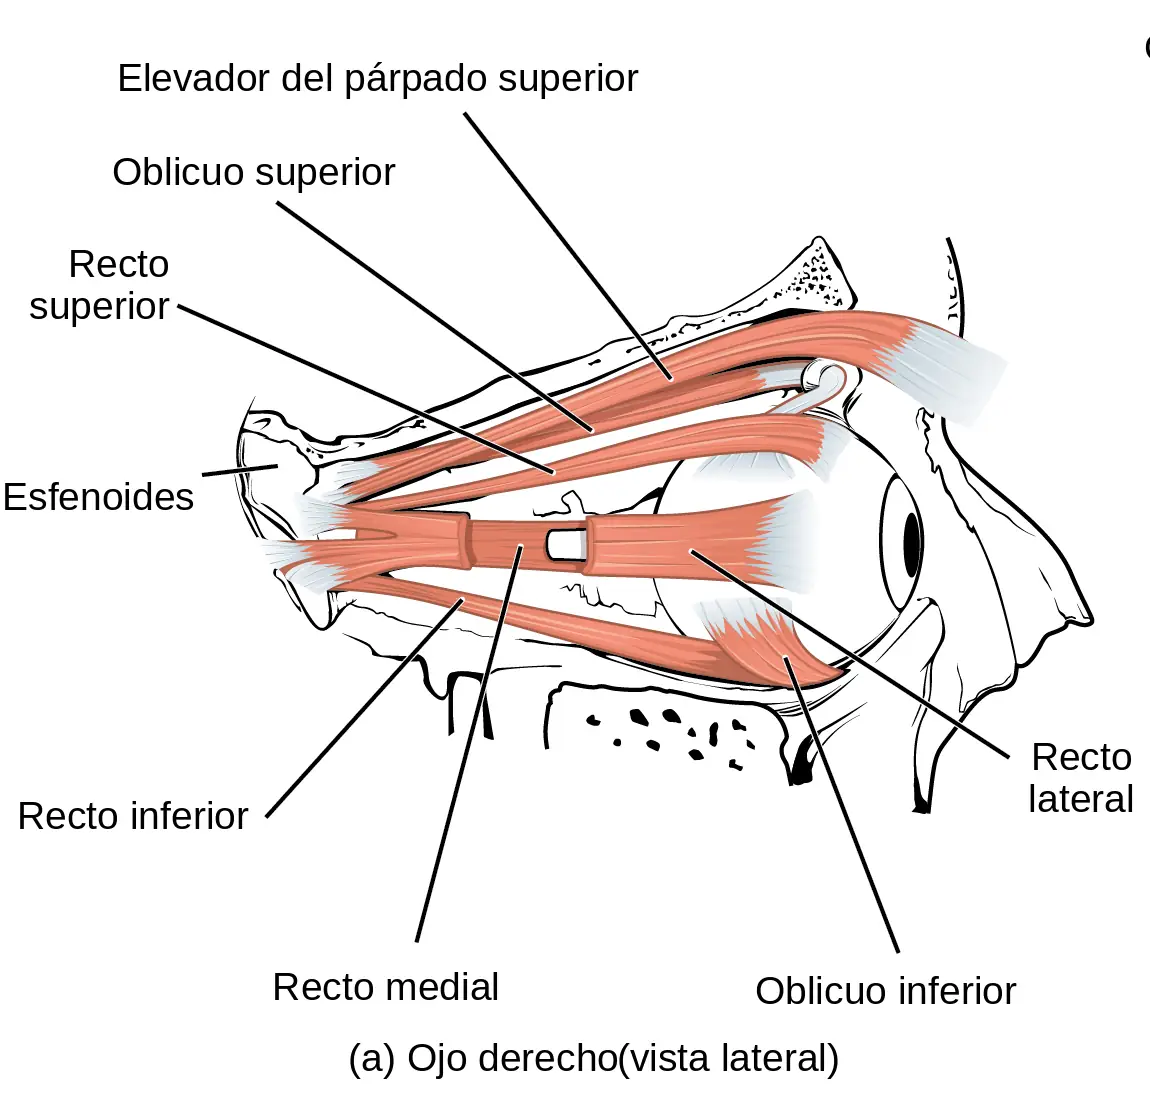 Elevador del párpado superior
Oblicuo superior
Recto
superior
Esfenoides
Recto inferior
Recto
lateral
Recto medial
Oblicuo inferior
(a) Ojo derecho(vista lateral)